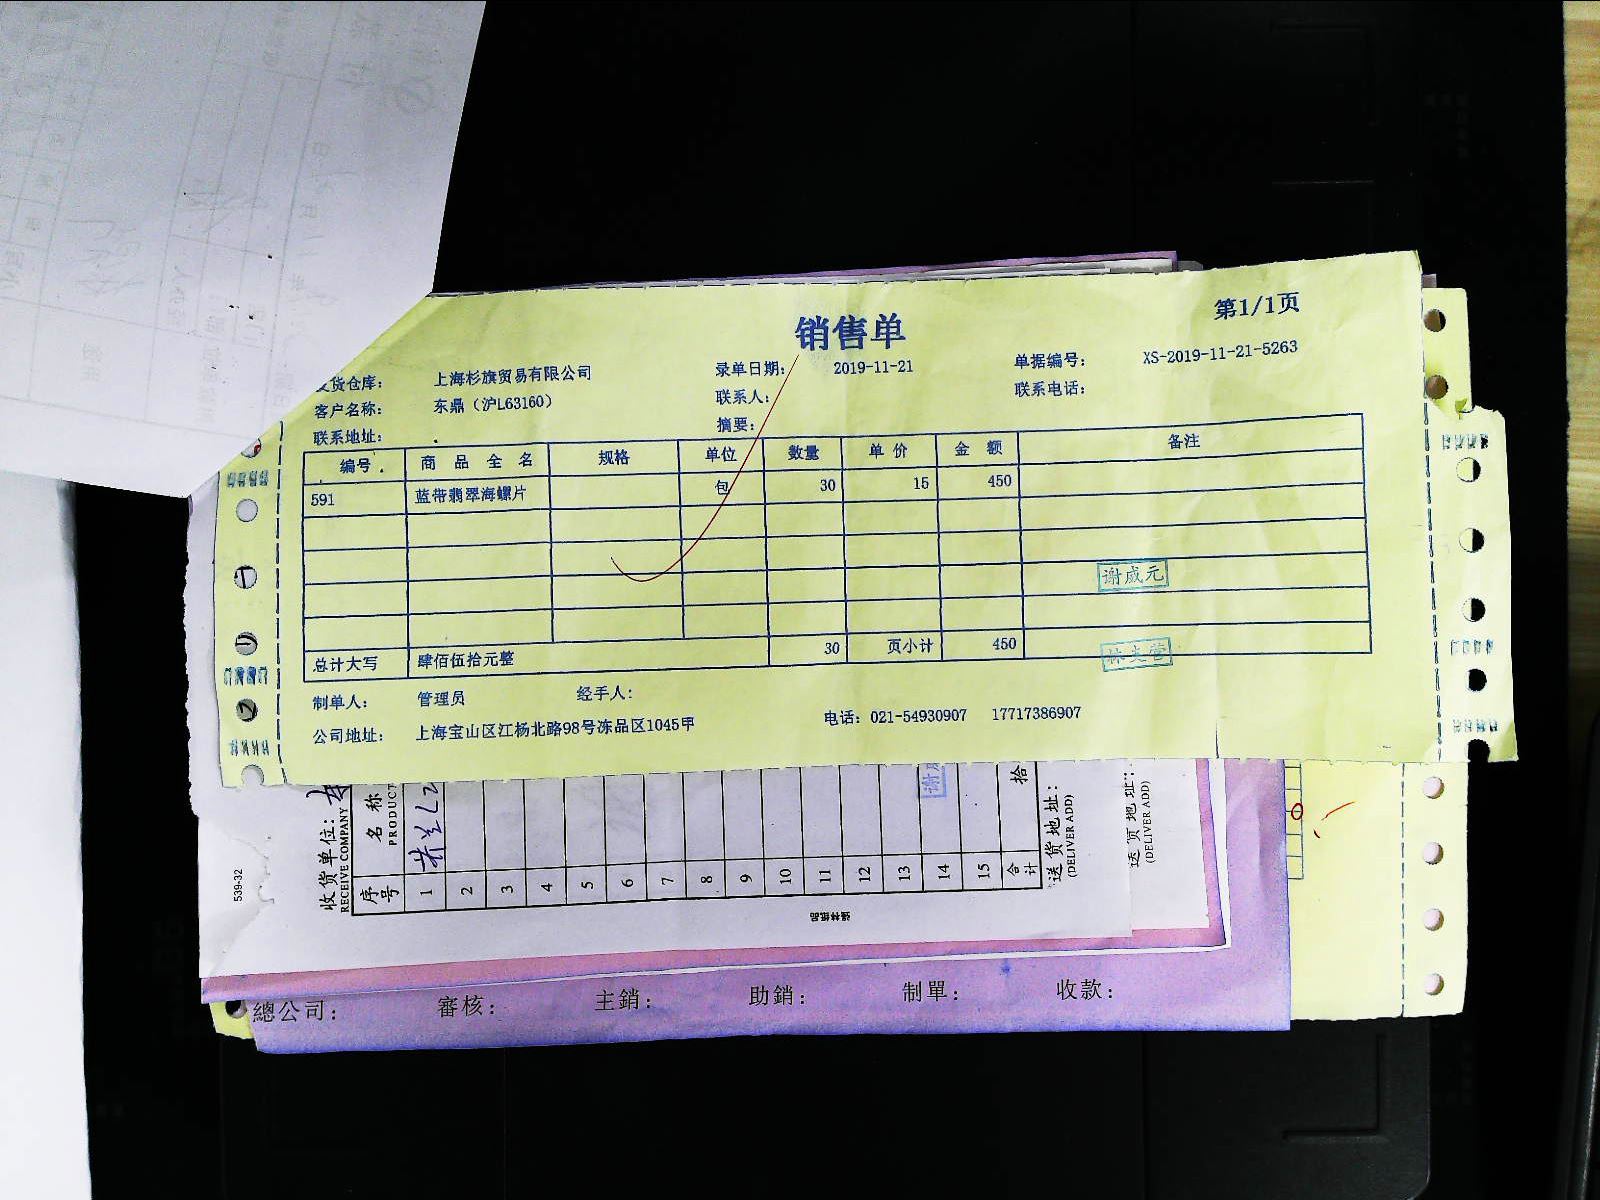 销售单
第1/1页
货仓库： 上海杉旗贸易有限公司 录单日期： 2019-11-21 单据编号： XS-2019-11-21-5263
客户名称： 东鼎（沪L63160） 联系人： 联系电话：
联系地址： 摘要：
编号 商品全名 规格 单位 数量 单价 金额 备注
591 蓝带翡翠海螺片 包 30 15 450
谢成元
总计大写 肆佰伍拾元整 30 页小计 450
制单人： 管理员 经手人：
公司地址： 上海宝山区江杨北路98号冻品区1045甲 电话：021-54930907 17717386907
539-32
收货单位：
RECEIVE COMPANY
序号 名称
PRODUCT
1
2
3
4
5
6
7
8
9
10
11
12
13
14
15
合计 拾
送货地址：
(DELIVER ADD)
送货地址：
(DELIVER ADD)
總公司： 審核： 主銷： 助銷： 制單： 收款：